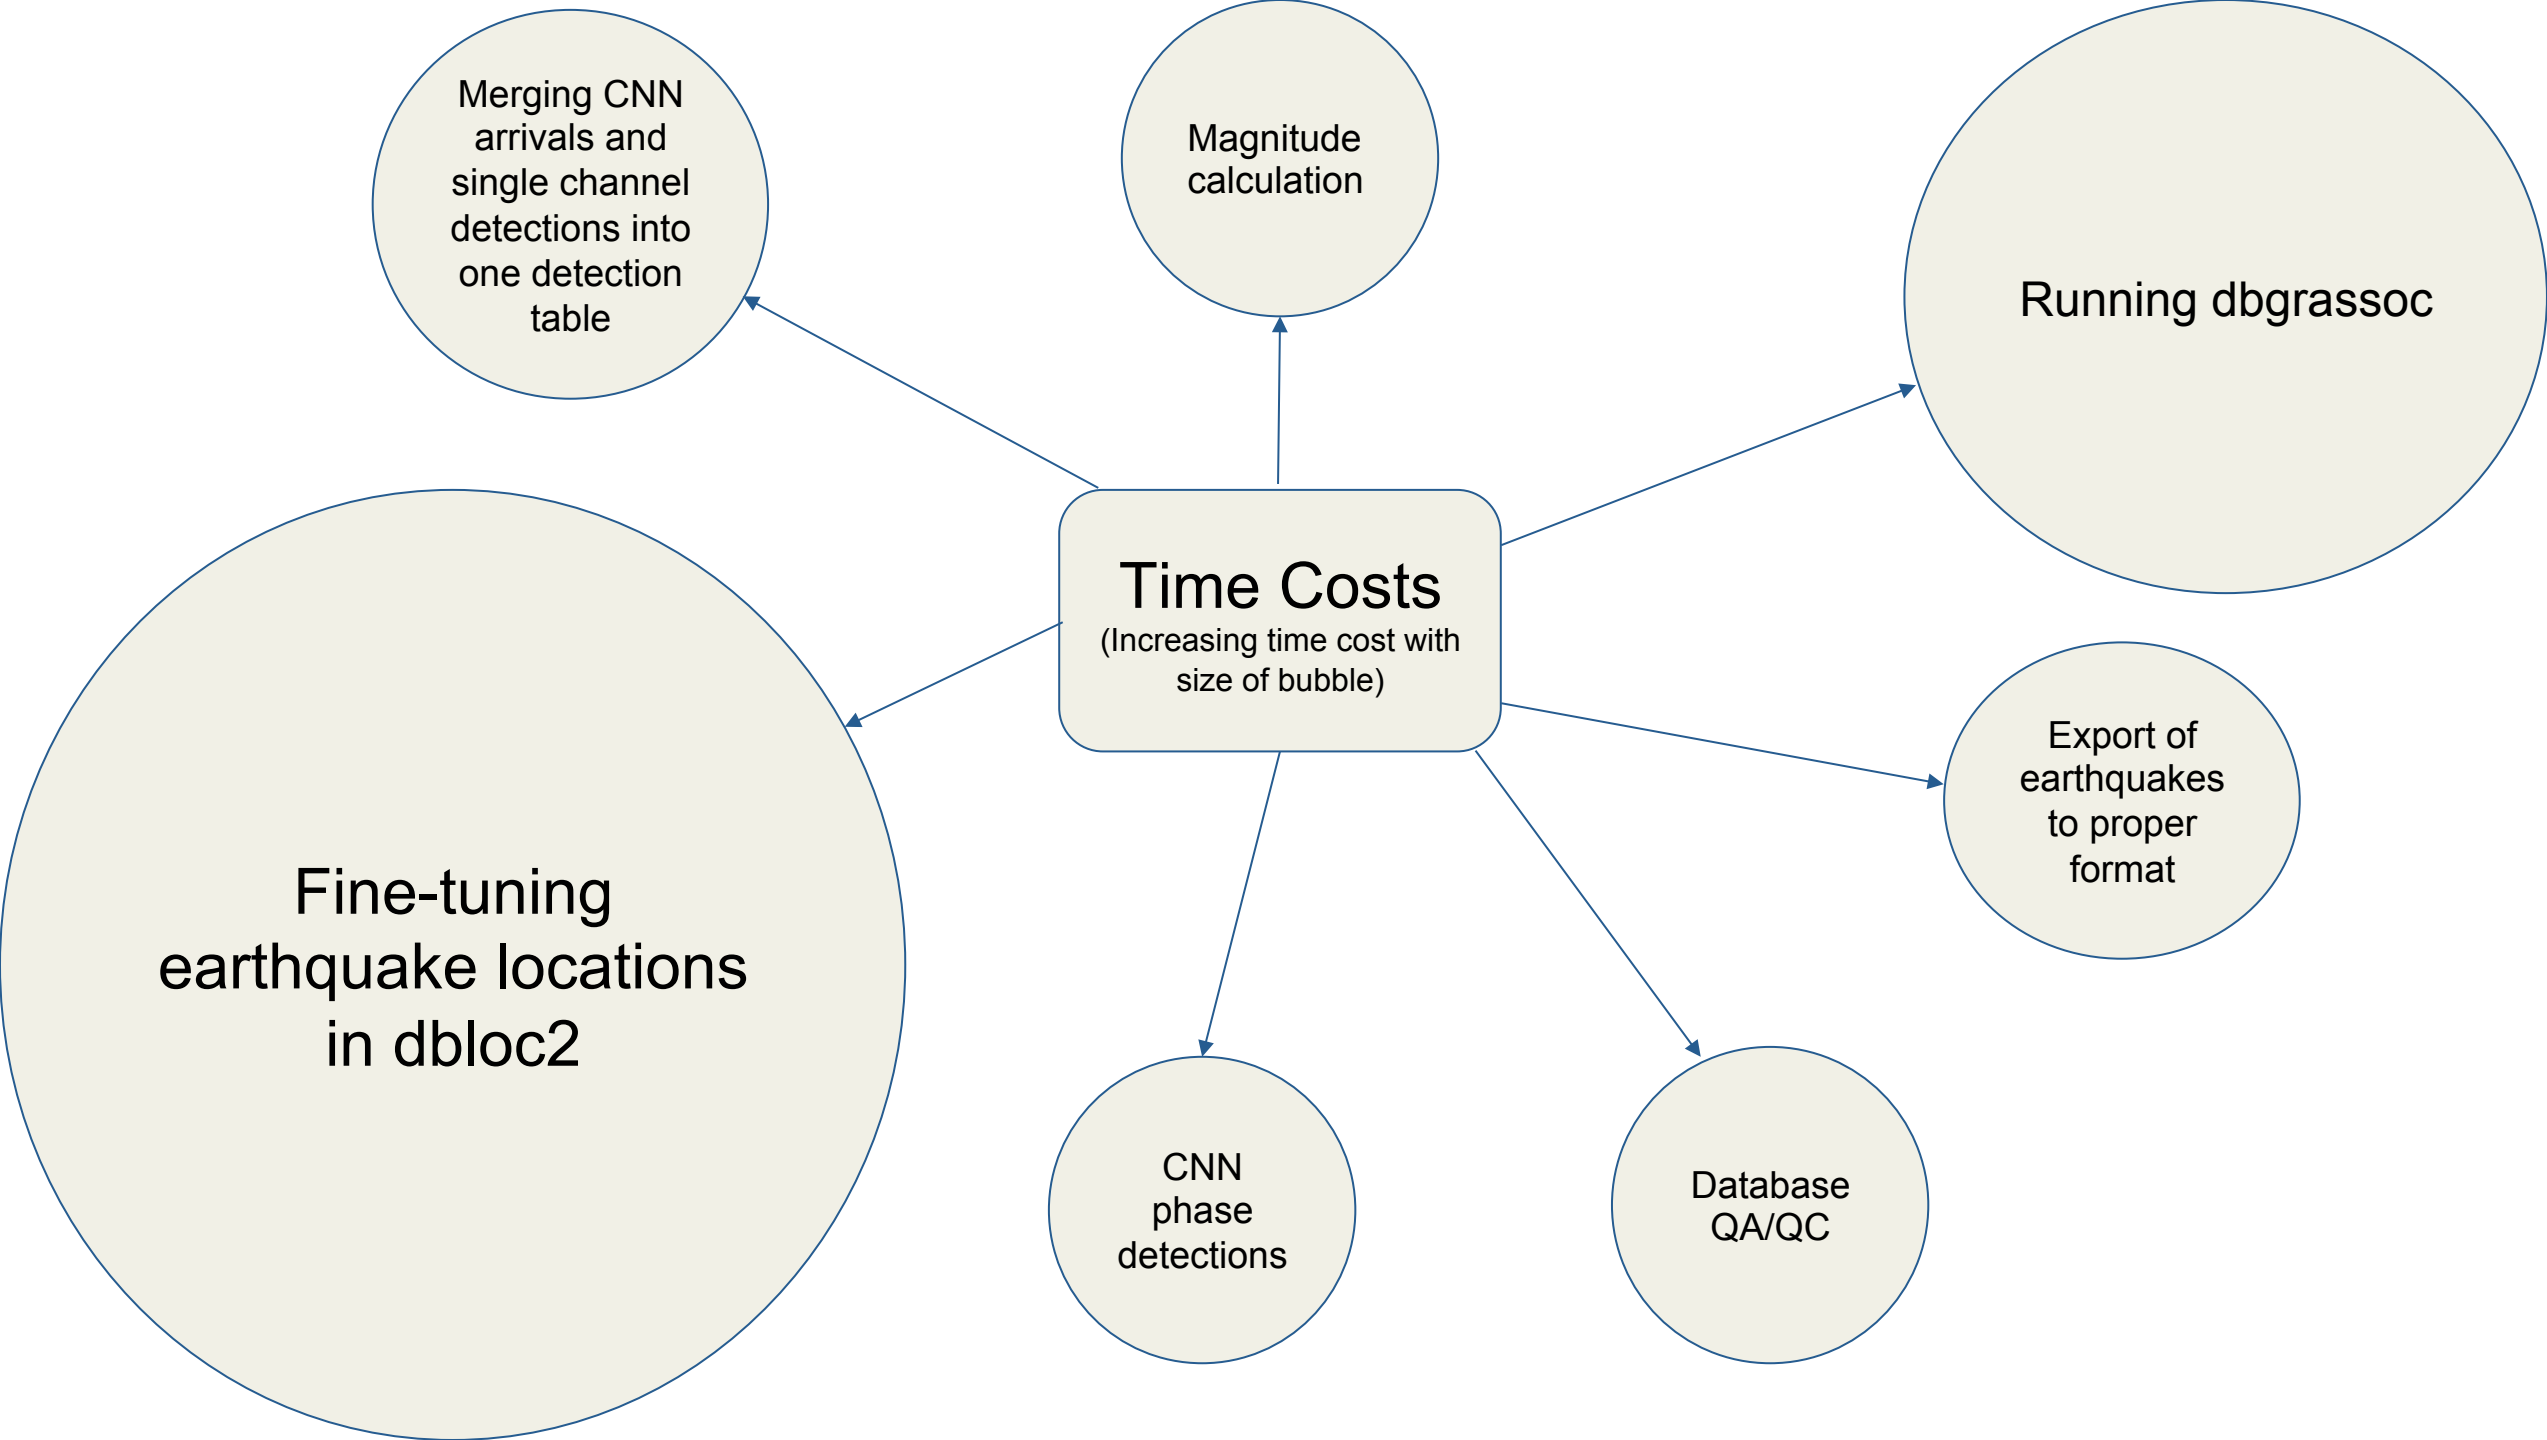 Merging CNN
arrivals and
single channel
detections into
one detection
table
Magnitude
calculation
Running dbgrassoc
Time Costs
(Increasing time cost with
size of bubble)
Export of
earthquakes
to proper
format
Fine-tuning
earthquake locations
in dbloc2
CNN
phase
detections
Database
QA/QC